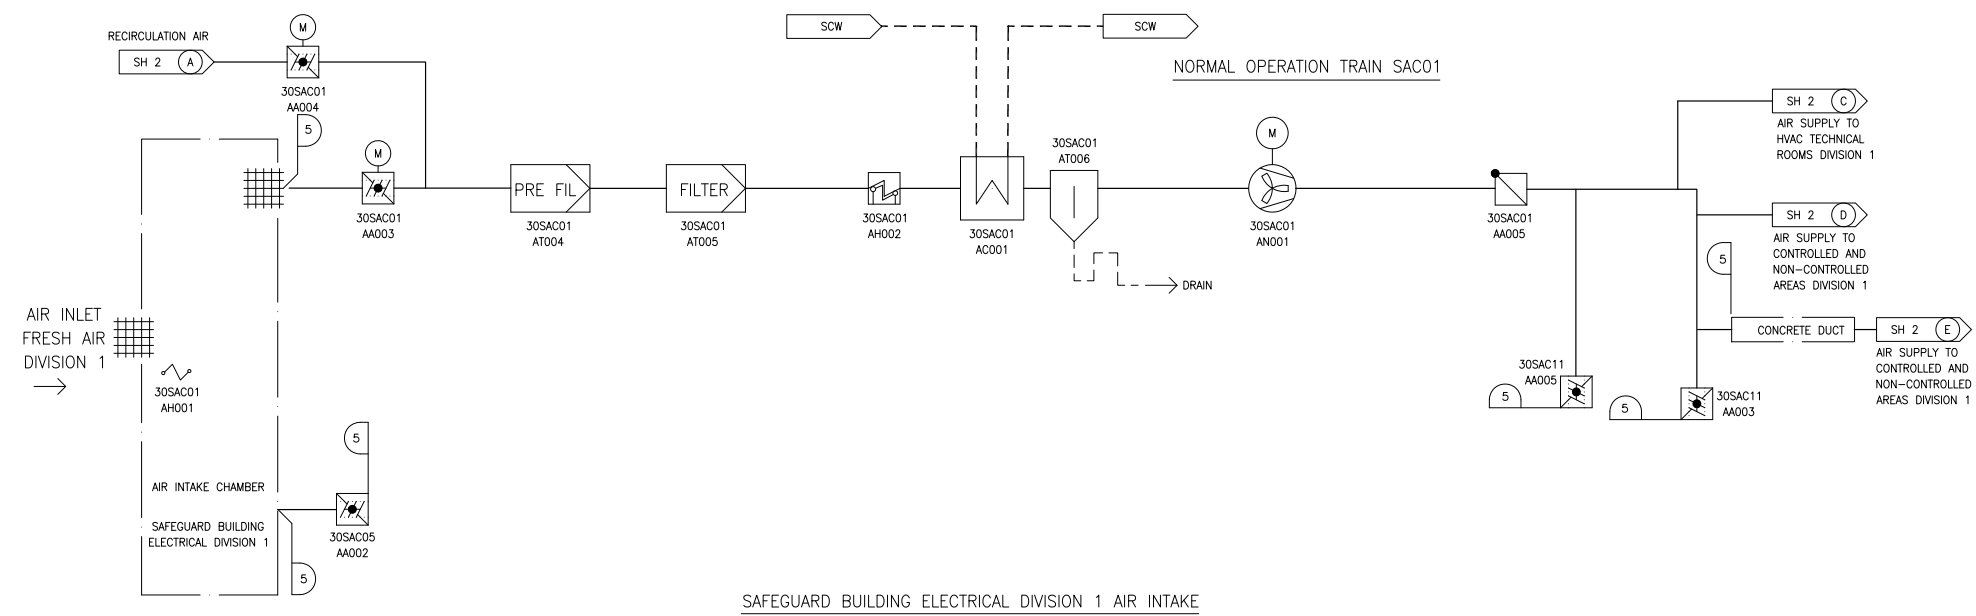 SCW
SCW
NORMAL OPERATION TRAIN SAC01
RECIRCULATION AIR
SH 2 A
M
30SAC01
AA004
5
M
30SAC01
AA003
PRE FIL
30SAC01
AT004
FILTER
30SAC01
AT005
30SAC01
AH002
30SAC01
AC001
30SAC01
AT006
DRAIN
M
30SAC01
AN001
30SAC01
AA005
SH 2 C
AIR SUPPLY TO
HVAC TECHNICAL
ROOMS DIVISION 1
SH 2 D
AIR SUPPLY TO
CONTROLLED AND
NON-CONTROLLED
AREAS DIVISION 1
5
CONCRETE DUCT
SH 2 E
AIR SUPPLY TO
CONTROLLED AND
NON-CONTROLLED
AREAS DIVISION 1
30SAC11
AA005
5
30SAC11
AA003
5
AIR INLET
FRESH AIR
DIVISION 1
30SAC01
AH001
5
AIR INTAKE CHAMBER
SAFEGUARD BUILDING
ELECTRICAL DIVISION 1
30SAC05
AA002
5
SAFEGUARD BUILDING ELECTRICAL DIVISION 1 AIR INTAKE